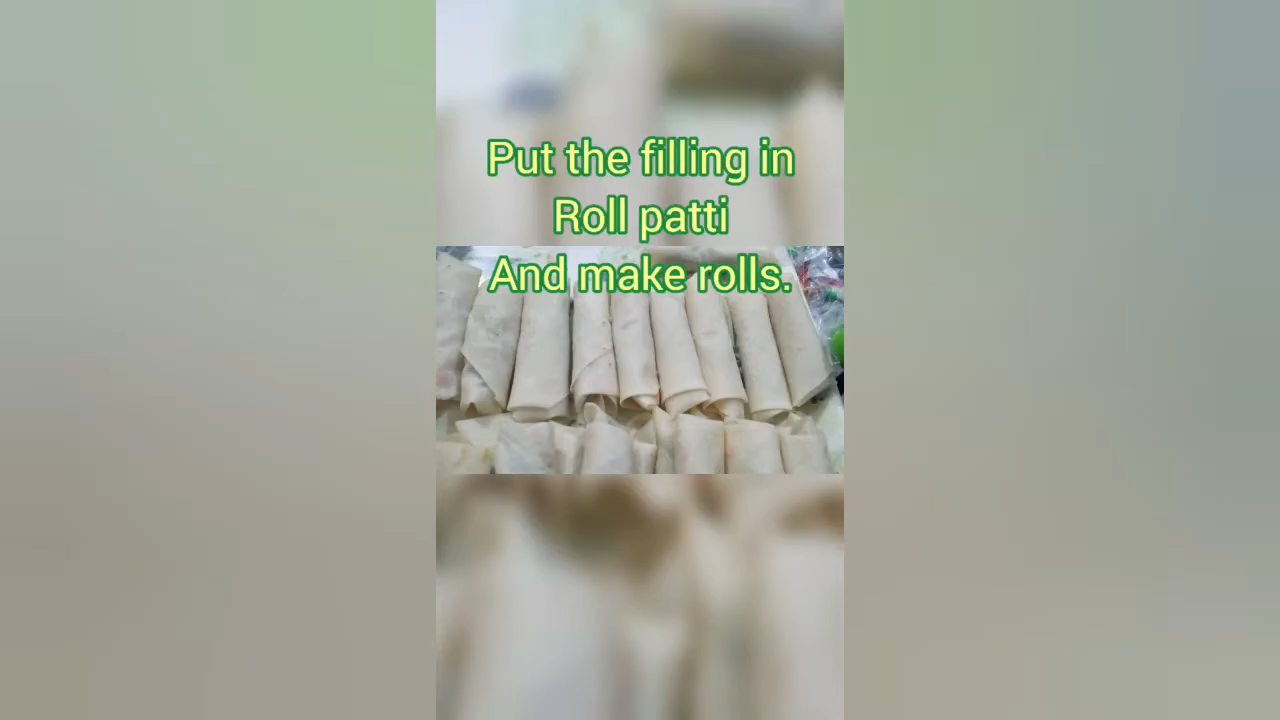 Put the filling in
Roll patti
And make rolls.